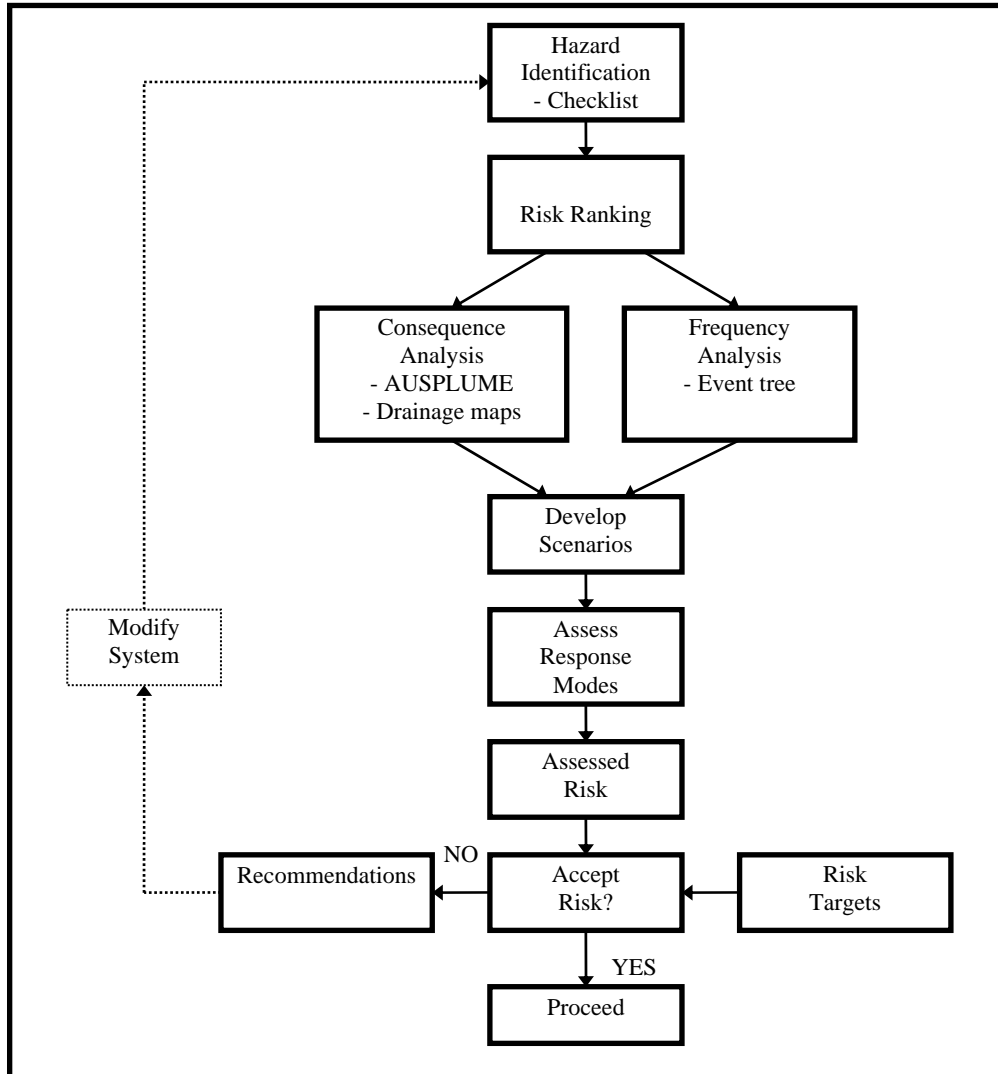 Hazard
Identification
- Checklist
Risk Ranking
Consequence
Analysis
- AUSPLUME
- Drainage maps
Frequency
Analysis
- Event tree
Develop
Scenarios
Modify
System
Assess
Response
Modes
Assessed
Risk
NO
Recommendations
Accept
Risk?
Risk
Targets
YES
Proceed